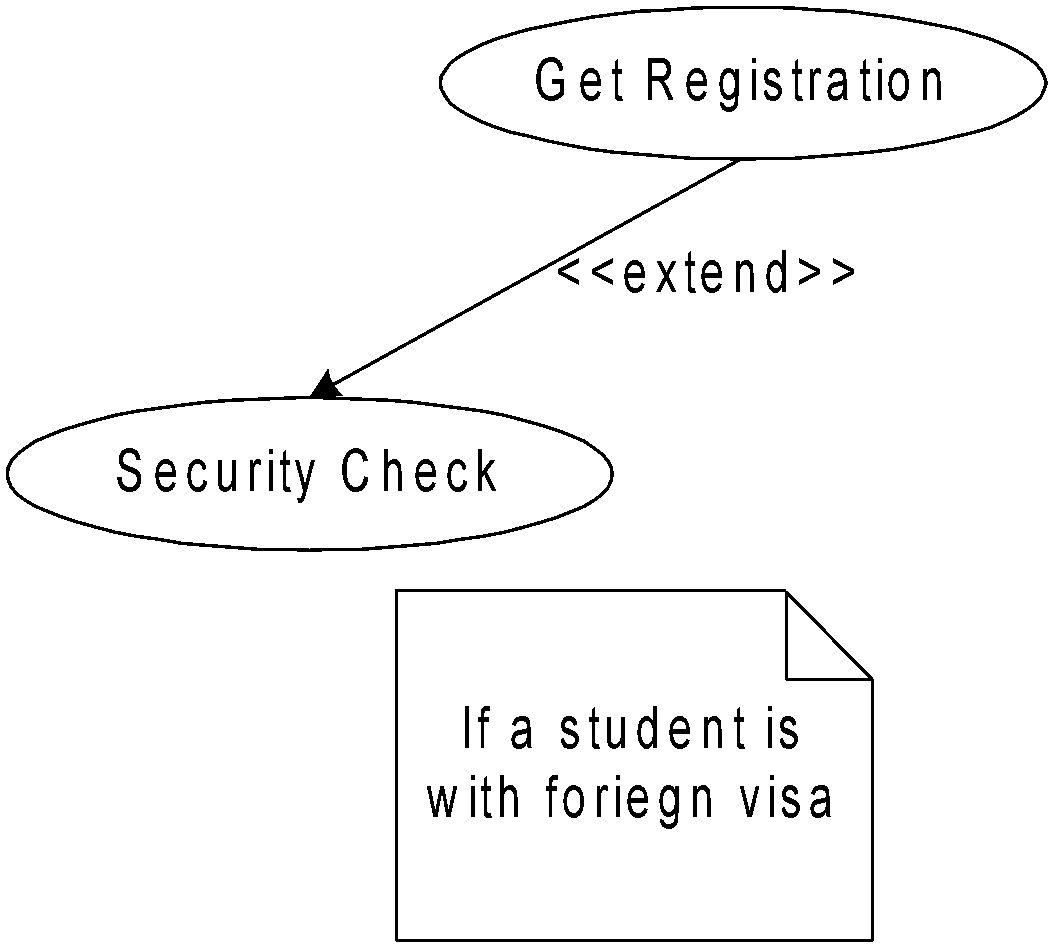 Get Registration
<<extend>>
Security Check
If a student is
with foriegn visa